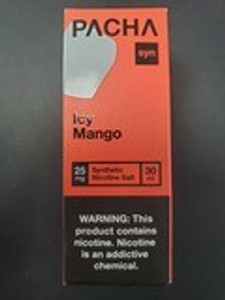 PACHA
syn
Icy
Mango
25
mg
Synthetic
Nicotine Salt
30
ml
WARNING: This
product contains
nicotine. Nicotine
is an addictive
chemical.